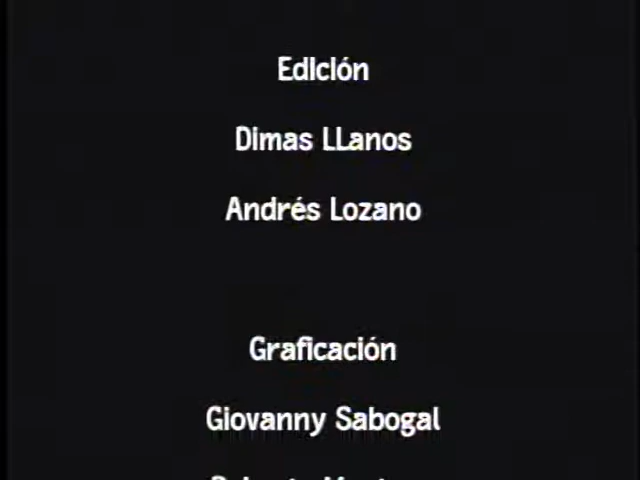 Edición
Dimas LLanos
Andrés Lozano
Graficación
Giovanny Sabogal